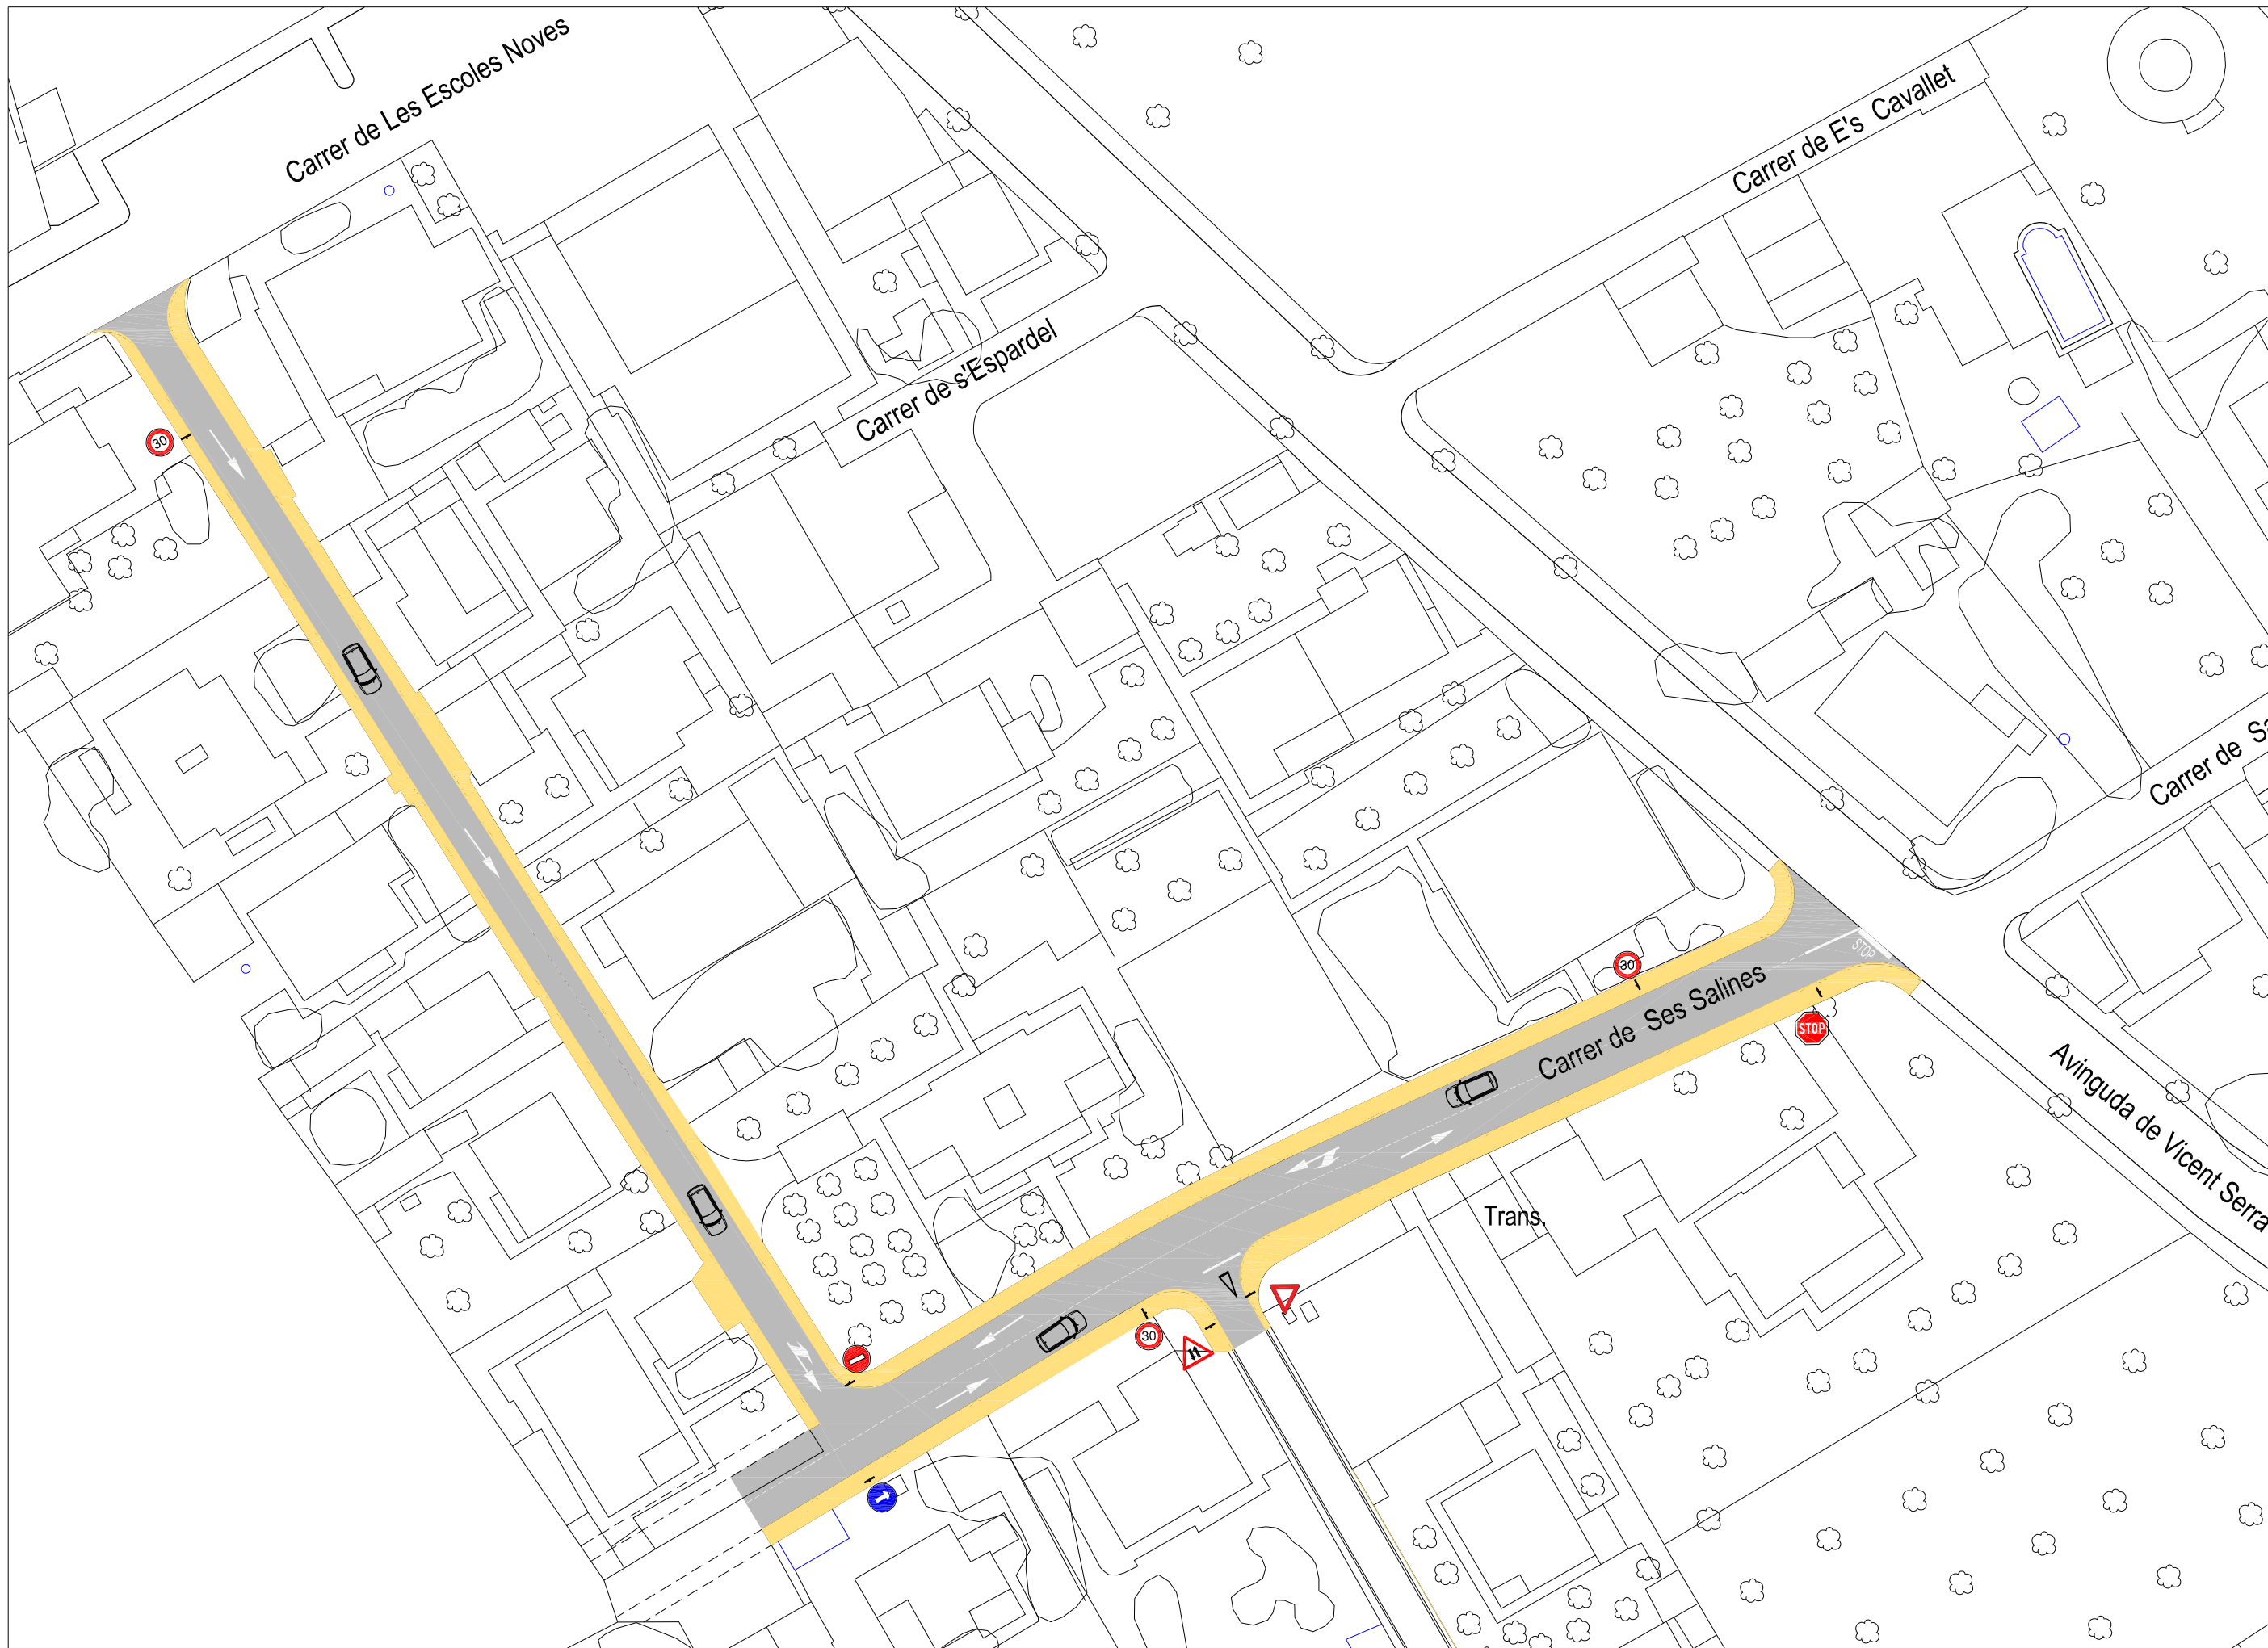 Carrer de Les Escoles Noves
Carrer de E's Cavallet
Carrer de s'Espardel
30
Carrer de
STOP
30
Carrer de Ses Salines
STOP
Avinguda de Vicent Serra
Trans.
30